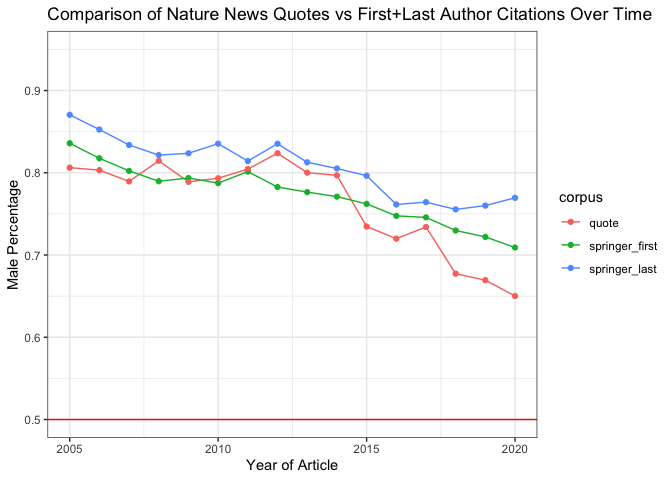 Comparison of Nature News Quotes vs First+Last Author Citations Over Time
Male Percentage
0.9
0.8
0.7
0.6
0.5
2005
2010
2015
2020
Year of Article
corpus
quote
springer_first
springer_last